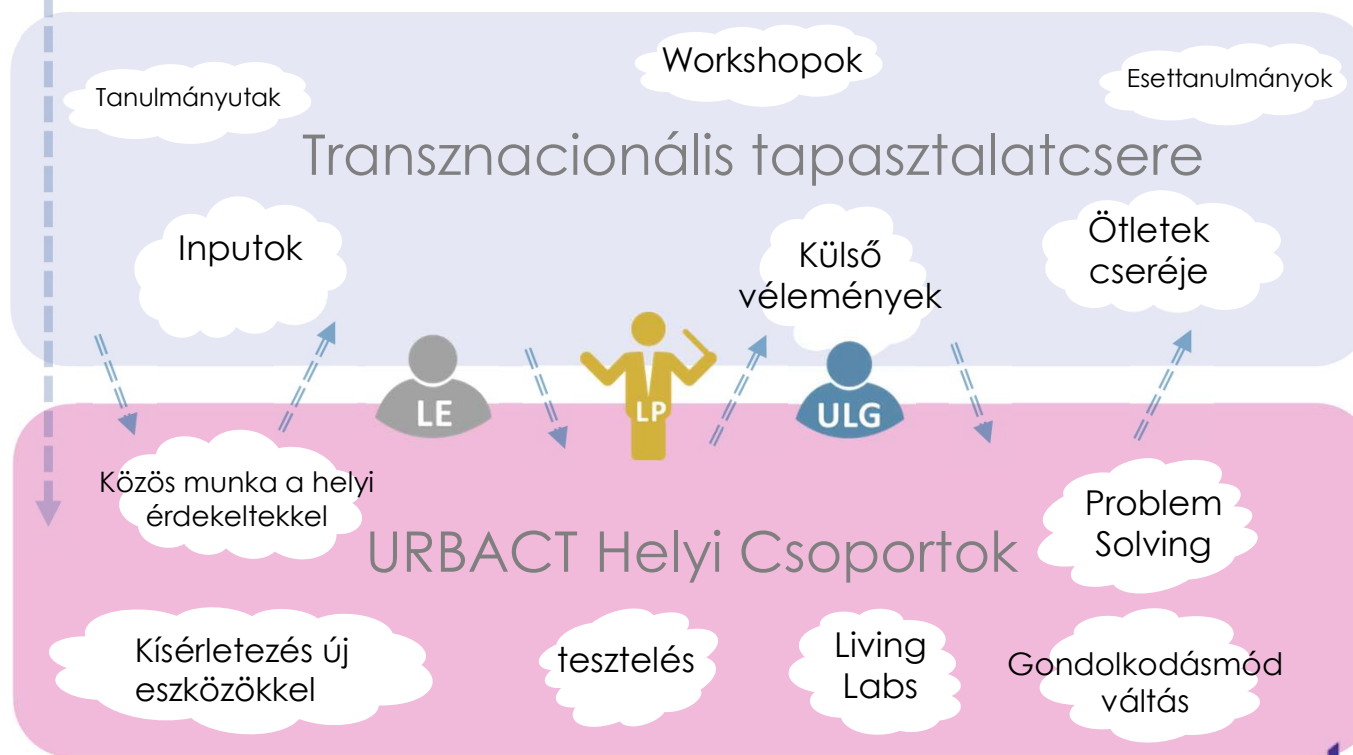 Workshopok
Tanulmányutak
Esettanulmányok
Transznacionális tapasztalatcsere
Inputok
Külső
vélemények
Ötletek
cseréje
LE
LP
ULG
Közös munka a helyi
érdekeltekkel
URBACT Helyi Csoportok
Problem
Solving
Kísérletezés új
eszközökkel
tesztelés
Living
Labs
Gondolkodásmód
váltás